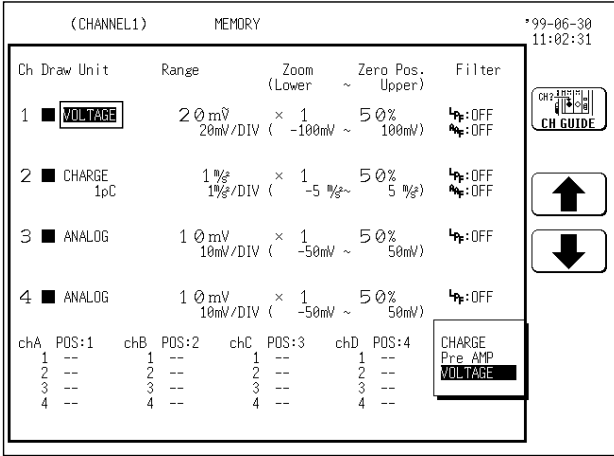 (CHANNEL1) MEMORY '99-06-30
11:02:31
Ch Draw Unit Range Zoom Zero Pos. Filter
(Lower ~ Upper)
1 ■ VOLTAGE 20mV × 1 50% LPF:OFF
20mV/DIV ( -100mV ~ 100mV) AAF:OFF
2 ■ CHARGE 1 m/s² × 1 50% LPF:OFF
1pC 1m/s²/DIV ( -5 m/s²~ 5 m/s²) AAF:OFF
3 ■ ANALOG 10mV × 1 50% LPF:OFF
10mV/DIV ( -50mV ~ 50mV)
4 ■ ANALOG 10mV × 1 50% LPF:OFF
10mV/DIV ( -50mV ~ 50mV)
chA POS:1 chB POS:2 chC POS:3 chD POS:4
1 -- 1 -- 1 -- 1 --
2 -- 2 -- 2 -- 2 --
3 -- 3 -- 3 -- 3 --
4 -- 4 -- 4 -- 4 --
CHARGE
Pre AMP
VOLTAGE
CH?
CH GUIDE